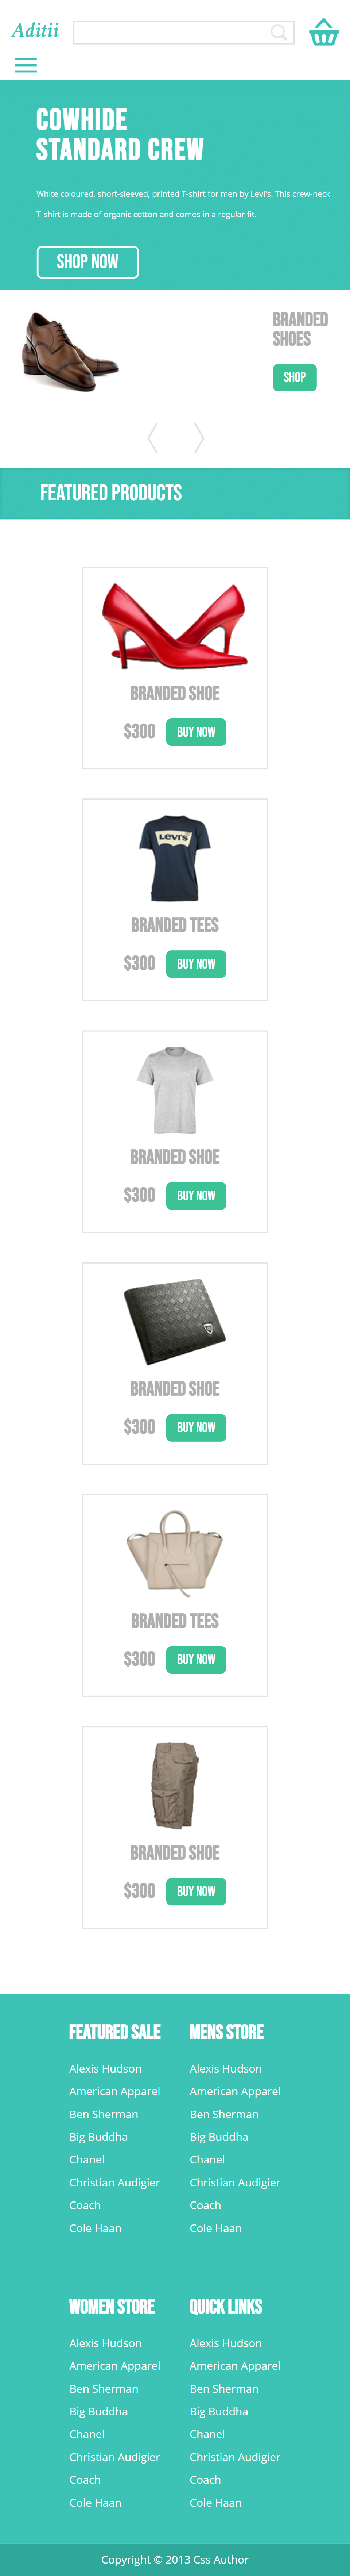 Aditii
COWHIDE
STANDARD CREW
White coloured, short-sleeved, printed T-shirt for men by Levi's. This crew-neck
T-shirt is made of organic cotton and comes in a regular fit.
SHOP NOW
BRANDED
SHOES
SHOP
FEATURED PRODUCTS
BRANDED SHOE
$300 BUY NOW
Levi's
BRANDED TEES
$300 BUY NOW
BRANDED SHOE
$300 BUY NOW
BRANDED SHOE
$300 BUY NOW
BRANDED TEES
$300 BUY NOW
BRANDED SHOE
$300 BUY NOW
FEATURED SALE
Alexis Hudson
American Apparel
Ben Sherman
Big Buddha
Chanel
Christian Audigier
Coach
Cole Haan
MENS STORE
Alexis Hudson
American Apparel
Ben Sherman
Big Buddha
Chanel
Christian Audigier
Coach
Cole Haan
WOMEN STORE
Alexis Hudson
American Apparel
Ben Sherman
Big Buddha
Chanel
Christian Audigier
Coach
Cole Haan
QUICK LINKS
Alexis Hudson
American Apparel
Ben Sherman
Big Buddha
Chanel
Christian Audigier
Coach
Cole Haan
Copyright © 2013 Css Author